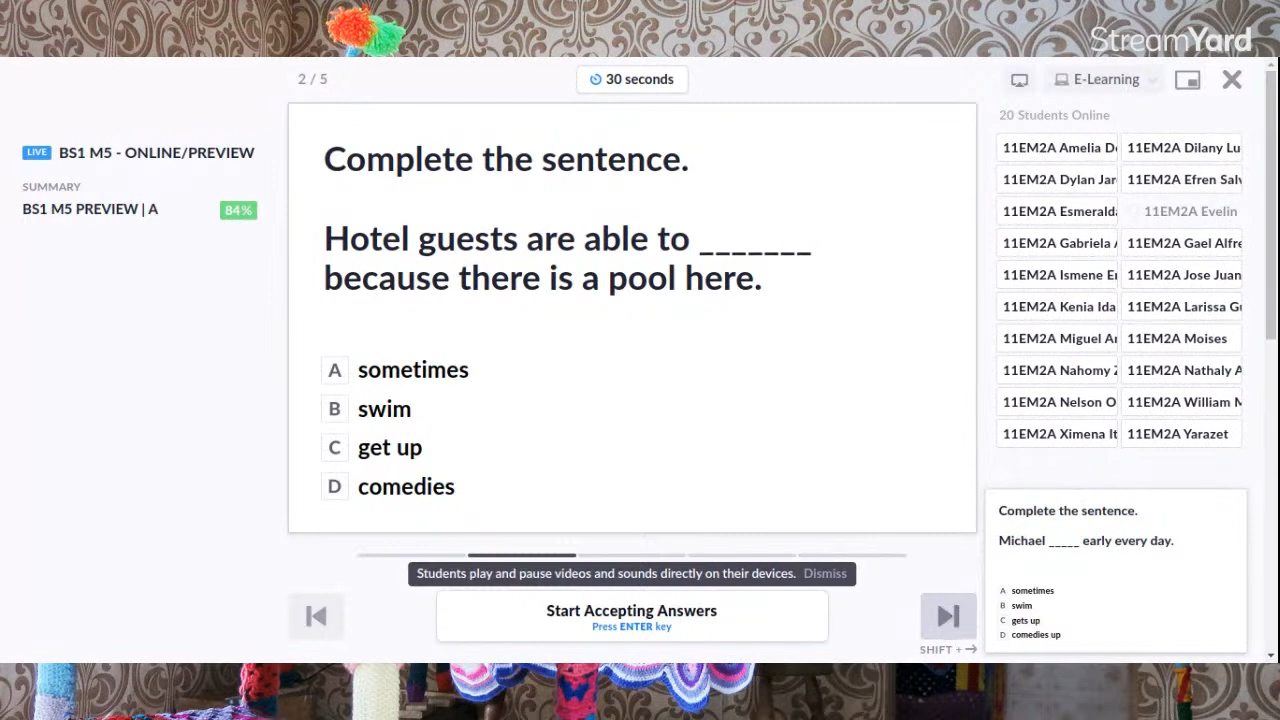 StreamYard
2 / 5
30 seconds
E-Learning
20 Students Online
LIVE BS1 M5 - ONLINE/PREVIEW
SUMMARY
BS1 M5 PREVIEW | A 84%
Complete the sentence.
Hotel guests are able to _______
because there is a pool here.
A sometimes
B swim
C get up
D comedies
11EM2A Amelia 11EM2A Dilany Lu
11EM2A Dylan Jar 11EM2A Efren Salv
11EM2A Esmeralda 11EM2A Evelin
11EM2A Gabriela 11EM2A Gael Alfre
11EM2A Ismene 11EM2A Jose Juan
11EM2A Kenia Ida 11EM2A Larissa
11EM2A Miguel 11EM2A Moises
11EM2A Nahomy 11EM2A Nathaly
11EM2A Nelson O 11EM2A William
11EM2A Ximena It 11EM2A Yarazet
Students play and pause videos and sounds directly on their devices. Dismiss
Start Accepting Answers
Press ENTER key
SHIFT + →
Complete the sentence.
Michael _____ early every day.
A sometimes
B swim
C gets up
D comedies up